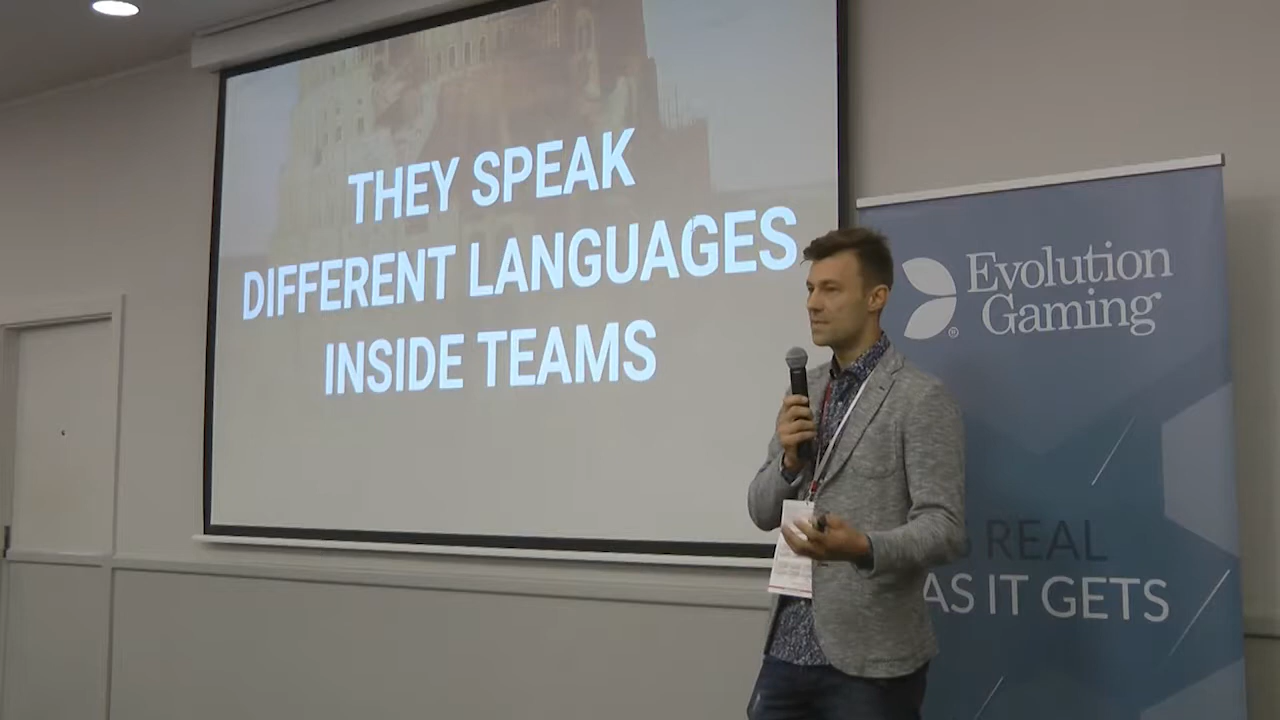 THEY SPEAK
DIFFERENT LANGUAGES
INSIDE TEAMS
Evolution
Gaming
®
REAL
AS IT GETS